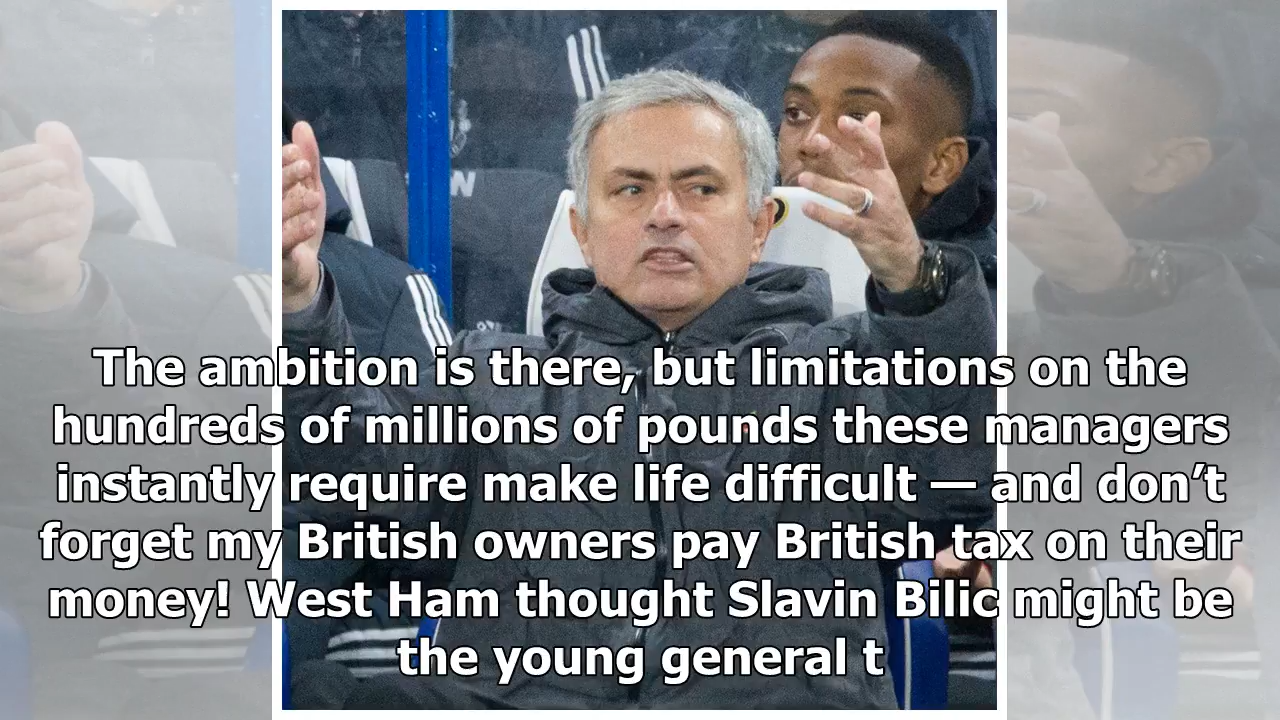 The ambition is there, but limitations on the
hundreds of millions of pounds these managers
instantly require make life difficult — and don’t
forget my British owners pay British tax on their
money! West Ham thought Slavin Bilic might be
the young general t